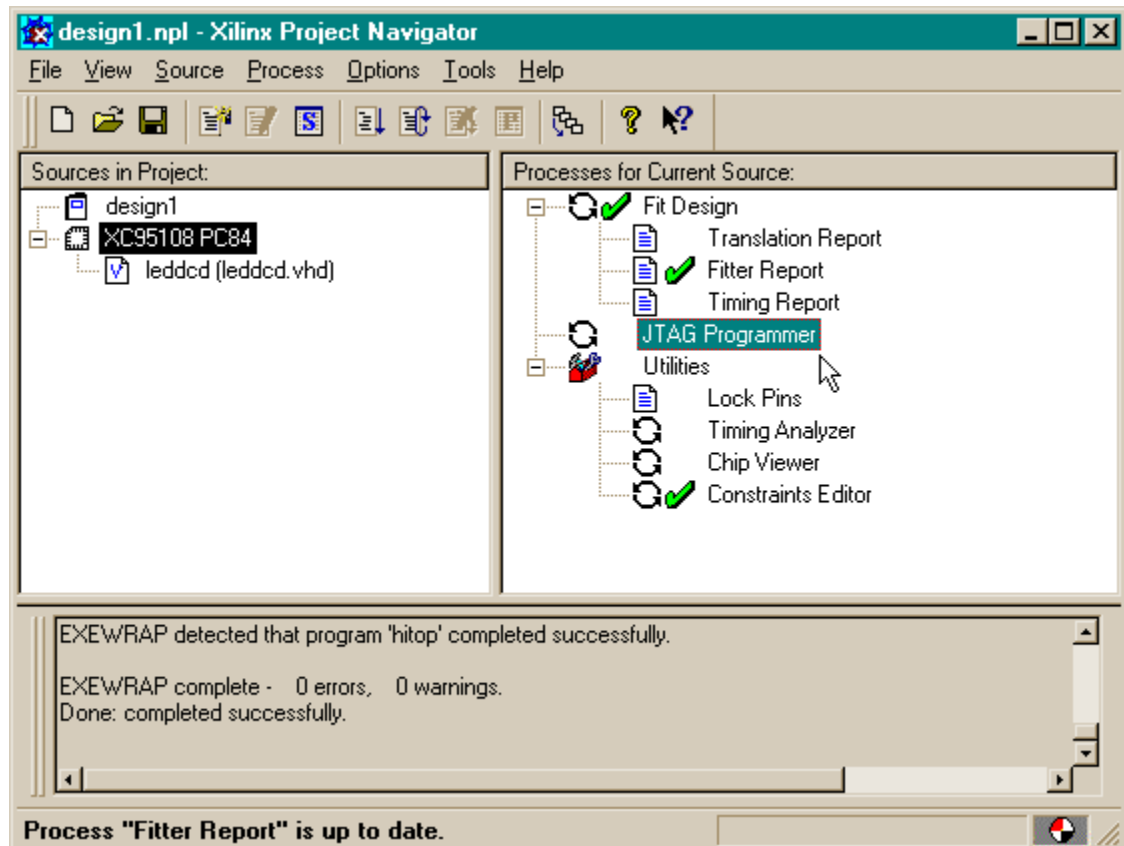 design1.npl - Xilinx Project Navigator
File View Source Process Options Tools Help
Sources in Project:
design1
XC95108 PC84
leddcd (leddcd.vhd)
Processes for Current Source:
Fit Design
Translation Report
Fitter Report
Timing Report
JTAG Programmer
Utilities
Lock Pins
Timing Analyzer
Chip Viewer
Constraints Editor
EXEWRAP detected that program 'hitop' completed successfully.
EXEWRAP complete - 0 errors, 0 warnings.
Done: completed successfully.
Process "Fitter Report" is up to date.